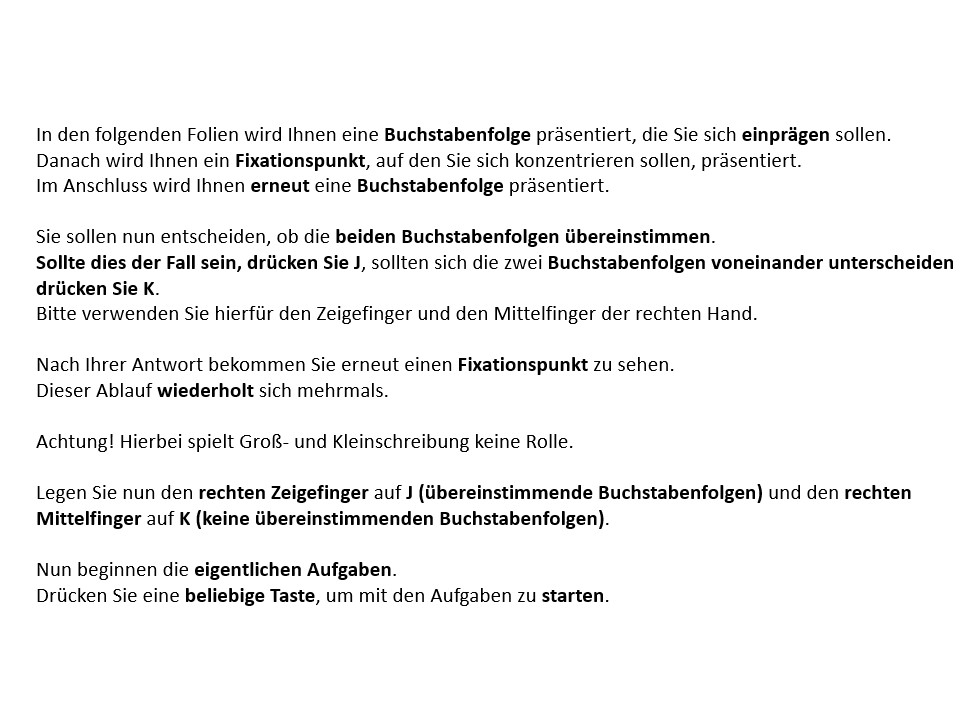 In den folgenden Folien wird Ihnen eine Buchstabenfolge präsentiert, die Sie sich einprägen sollen.
Danach wird Ihnen ein Fixationspunkt, auf den Sie sich konzentrieren sollen, präsentiert.
Im Anschluss wird Ihnen erneut eine Buchstabenfolge präsentiert.
Sie sollen nun entscheiden, ob die beiden Buchstabenfolgen übereinstimmen.
Sollte dies der Fall sein, drücken Sie J, sollten sich die zwei Buchstabenfolgen voneinander unterscheiden
drücken Sie K.
Bitte verwenden Sie hierfür den Zeigefinger und den Mittelfinger der rechten Hand.
Nach Ihrer Antwort bekommen Sie erneut einen Fixationspunkt zu sehen.
Dieser Ablauf wiederholt sich mehrmals.
Achtung! Hierbei spielt Groß- und Kleinschreibung keine Rolle.
Legen Sie nun den rechten Zeigefinger auf J (übereinstimmende Buchstabenfolgen) und den rechten
Mittelfinger auf K (keine übereinstimmenden Buchstabenfolgen).
Nun beginnen die eigentlichen Aufgaben.
Drücken Sie eine beliebige Taste, um mit den Aufgaben zu starten.